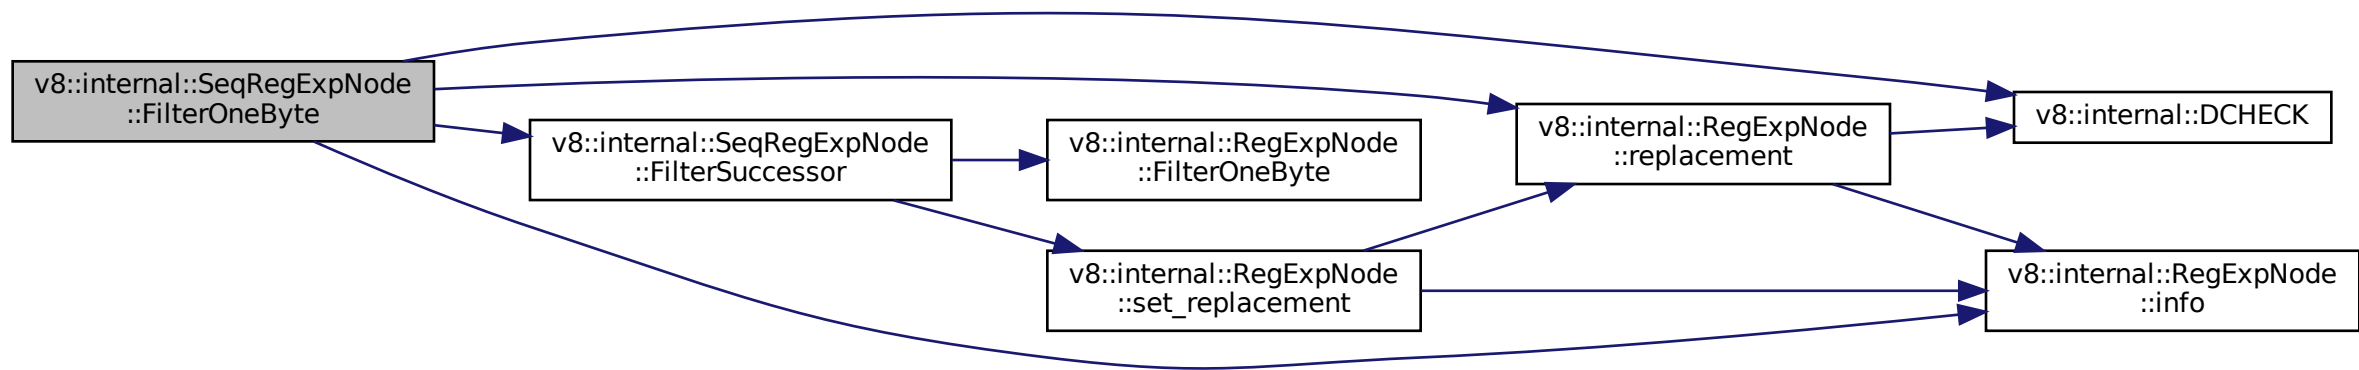 v8::internal::SeqRegExpNode
::FilterOneByte
v8::internal::SeqRegExpNode
::FilterSuccessor
v8::internal::RegExpNode
::FilterOneByte
v8::internal::RegExpNode
::set_replacement
v8::internal::RegExpNode
::replacement
v8::internal::DCHECK
v8::internal::RegExpNode
::info